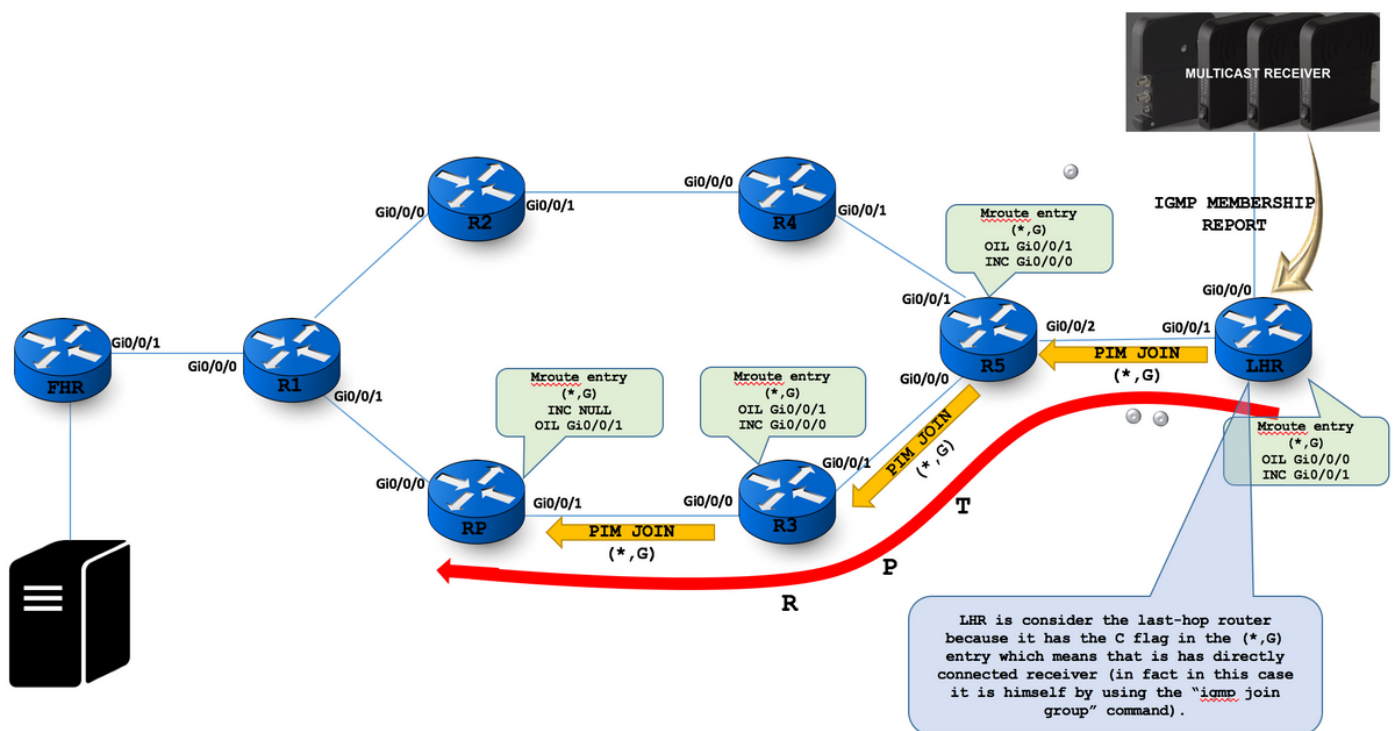 MULTICAST RECEIVER
IGMP MEMBERSHIP
REPORT
Gi0/0/0
Gi0/0/0
Gi0/0/1
R2
Gi0/0/0
Gi0/0/1
R4
Mroute entry
(*,G)
OIL Gi0/0/1
INC Gi0/0/0
Gi0/0/1
Gi0/0/2
R5
Gi0/0/0
Gi0/0/1
LHR
PIM JOIN
(*,G)
Gi0/0/1
FHR
Gi0/0/0
R1
Gi0/0/1
Mroute entry
(*,G)
INC NULL
OIL Gi0/0/1
Mroute entry
(*,G)
OIL Gi0/0/1
INC Gi0/0/0
PIM JOIN
(*,G)
Mroute entry
(*,G)
OIL Gi0/0/0
INC Gi0/0/1
Gi0/0/0
RP
Gi0/0/1
PIM JOIN
(*,G)
Gi0/0/0
R3
Gi0/0/1
R
P
T
LHR is consider the last-hop router
because it has the C flag in the (*,G)
entry which means that is has directly
connected receiver (in fact in this case
it is himself by using the “igmp join
group” command).